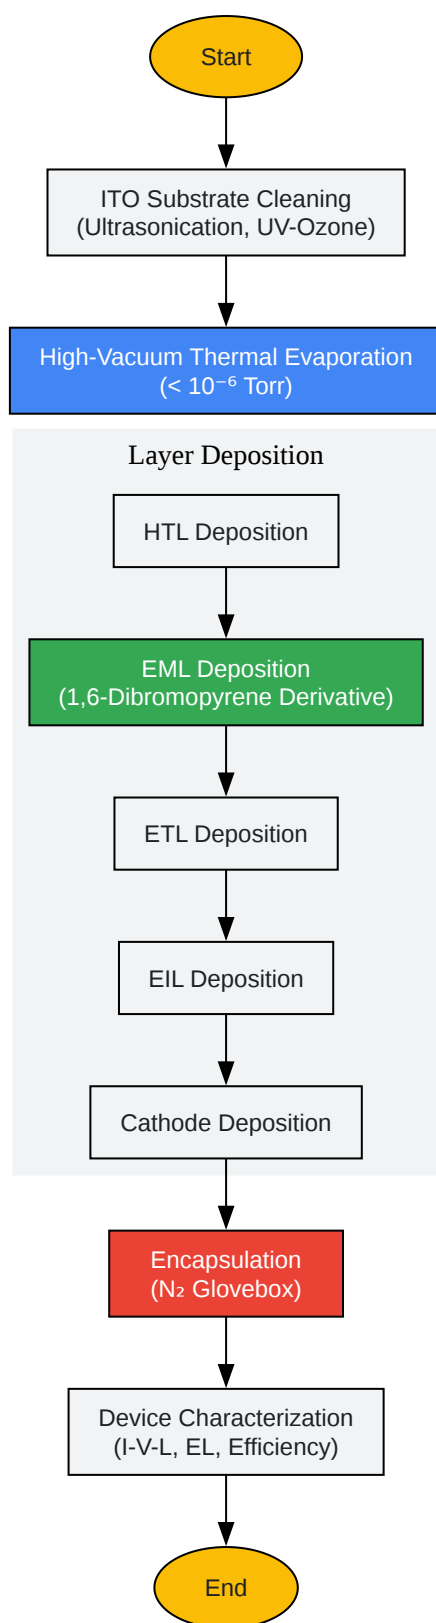 Start
ITO Substrate Cleaning
(Ultrasonication, UV-Ozone)
High-Vacuum Thermal Evaporation
(< 10⁻⁶ Torr)
Layer Deposition
HTL Deposition
EML Deposition
(1,6-Dibromopyrene Derivative)
ETL Deposition
EIL Deposition
Cathode Deposition
Encapsulation
(N₂ Glovebox)
Device Characterization
(I-V-L, EL, Efficiency)
End